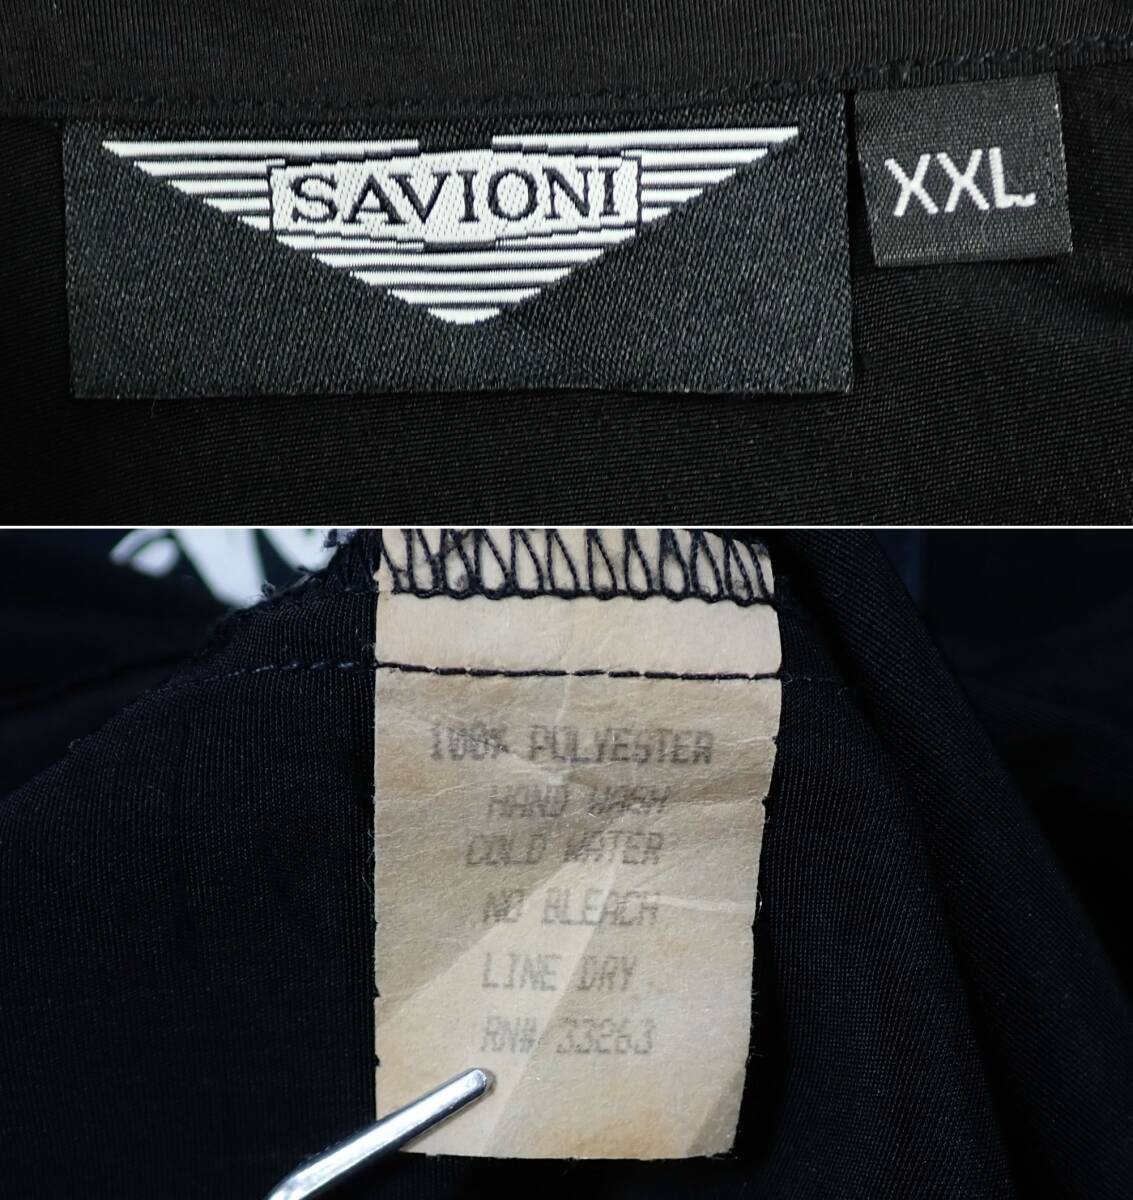 SAVIONI
XXL
100% POLYESTER
HAND WASH
COLD WATER
NO BLEACH
LINE DRY
RN# 33263